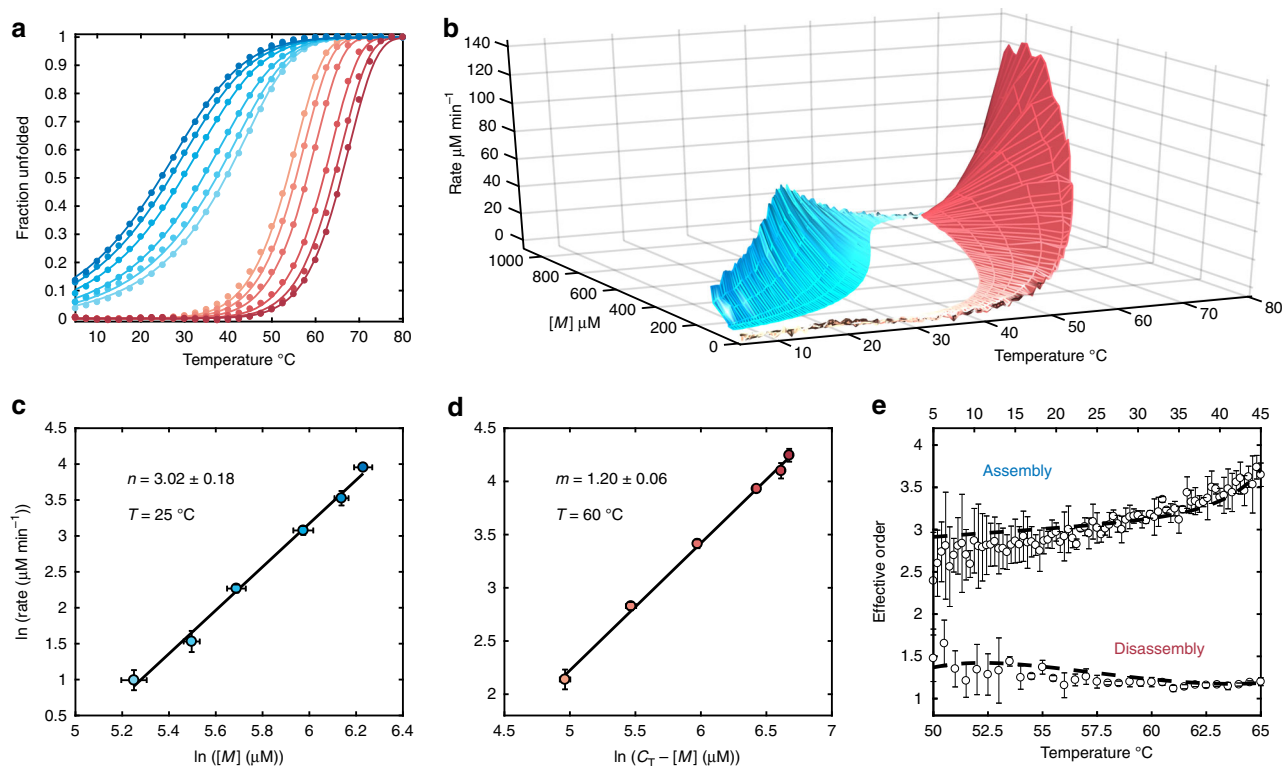 a
1
0.9
0.8
0.7
0.6
0.5
0.4
0.3
0.2
0.1
0
Fraction unfolded
10 20 30 40 50 60 70 80
Temperature °C
b
140
120
100
80
60
40
20
0
Rate μM min⁻¹
1000
800
600
400
200
0
[M] μM
10 20 30 40 50 60 70 80
Temperature °C
c
4.5
4
3.5
3
2.5
2
1.5
1
0.5
ln (rate (μM min⁻¹))
n = 3.02 ± 0.18
T = 25 °C
5 5.2 5.4 5.6 5.8 6 6.2 6.4
ln ([M] (μM))
d
4.5
4
3.5
3
2.5
2
m = 1.20 ± 0.06
T = 60 °C
4.5 5 5.5 6 6.5 7
ln (C_T – [M] (μM))
e
5 10 15 20 25 30 35 40 45
4
3.5
3
2.5
2
1.5
1
Effective order
Assembly
Disassembly
50 52.5 55 57.5 60 62.5 65
Temperature °C